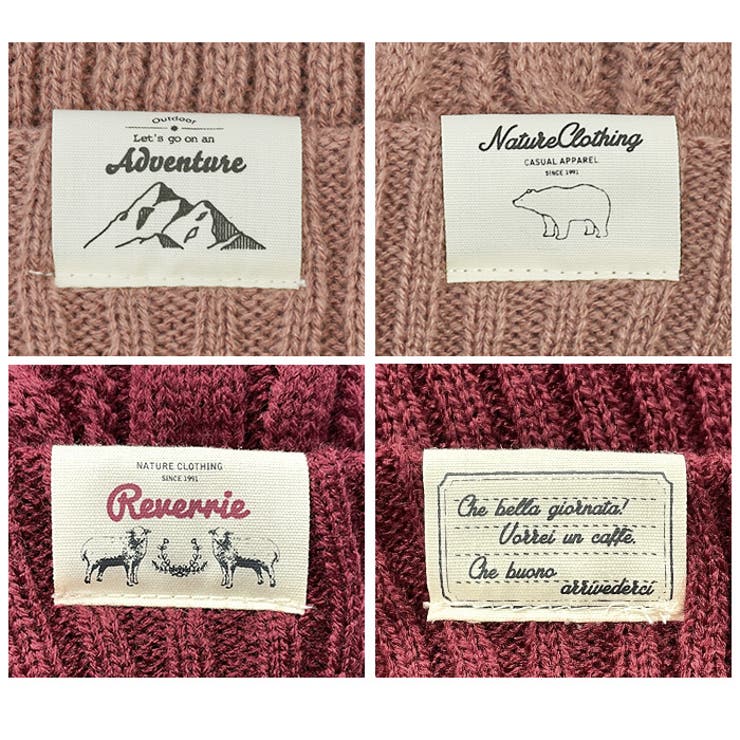 Outdoor
Let's go on an
Adventure
NatureClothing
CASUAL APPAREL
SINCE 1991
NATURE CLOTHING
SINCE 1991
Reverrie
Che bella giornata!
Vorrei un caffè.
Che buono
arrivederci